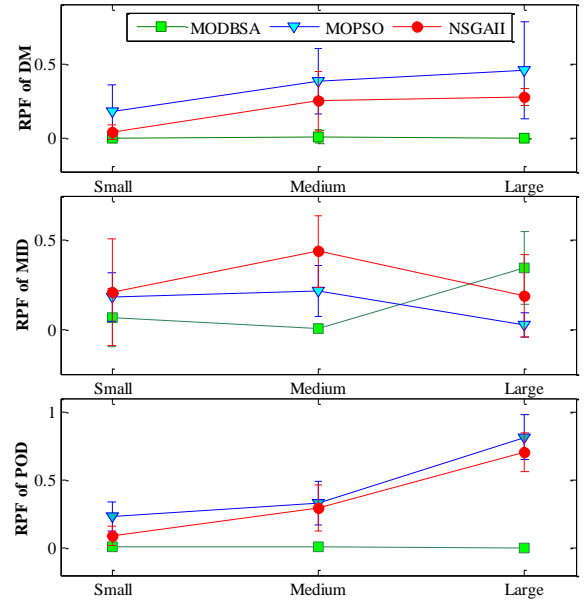 MODBSA MOPSO NSGAII
RPF of DM
0.5
0
Small Medium Large
RPF of MID
0.5
0
Small Medium Large
RPF of POD
1
0.5
0
Small Medium Large